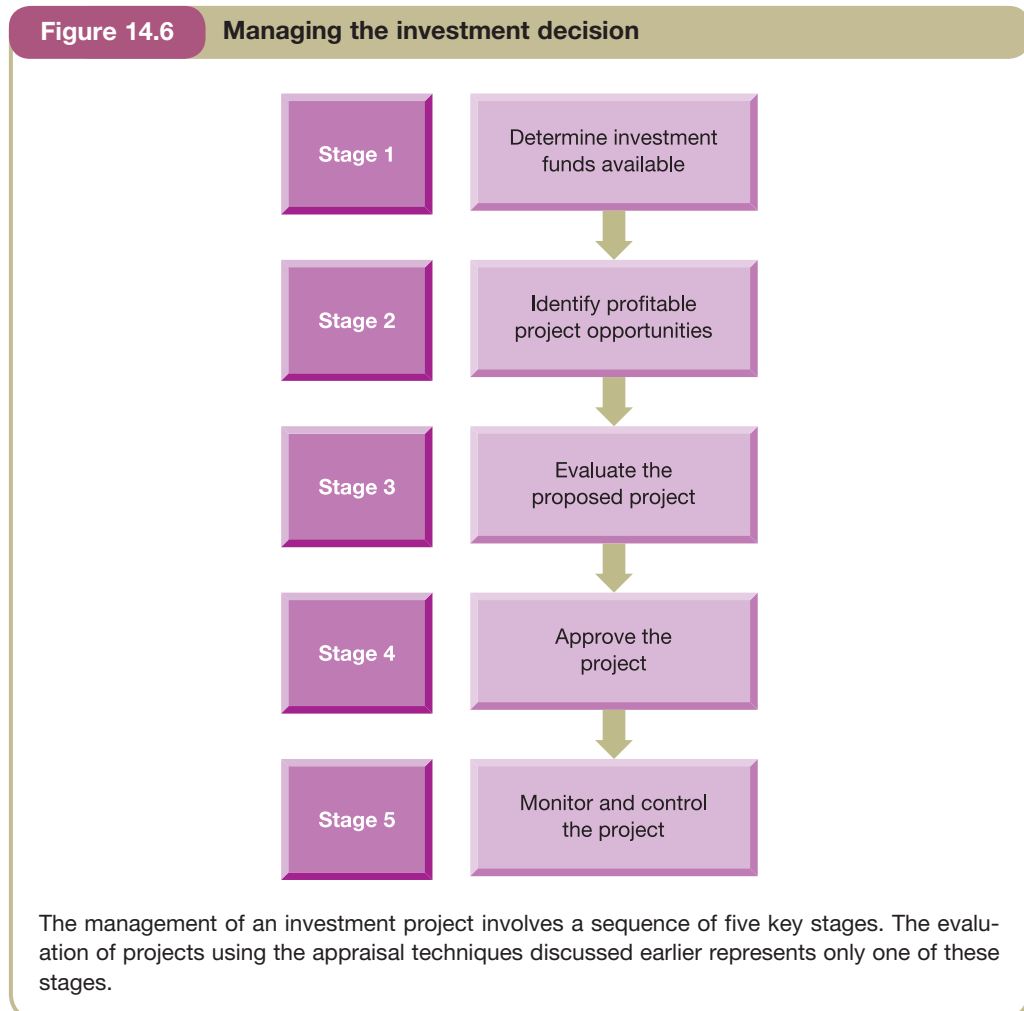 Figure 14.6 Managing the investment decision
Stage 1
Determine investment
funds available
Stage 2
Identify profitable
project opportunities
Stage 3
Evaluate the
proposed project
Stage 4
Approve the
project
Stage 5
Monitor and control
the project
The management of an investment project involves a sequence of five key stages. The evalu-
ation of projects using the appraisal techniques discussed earlier represents only one of these
stages.